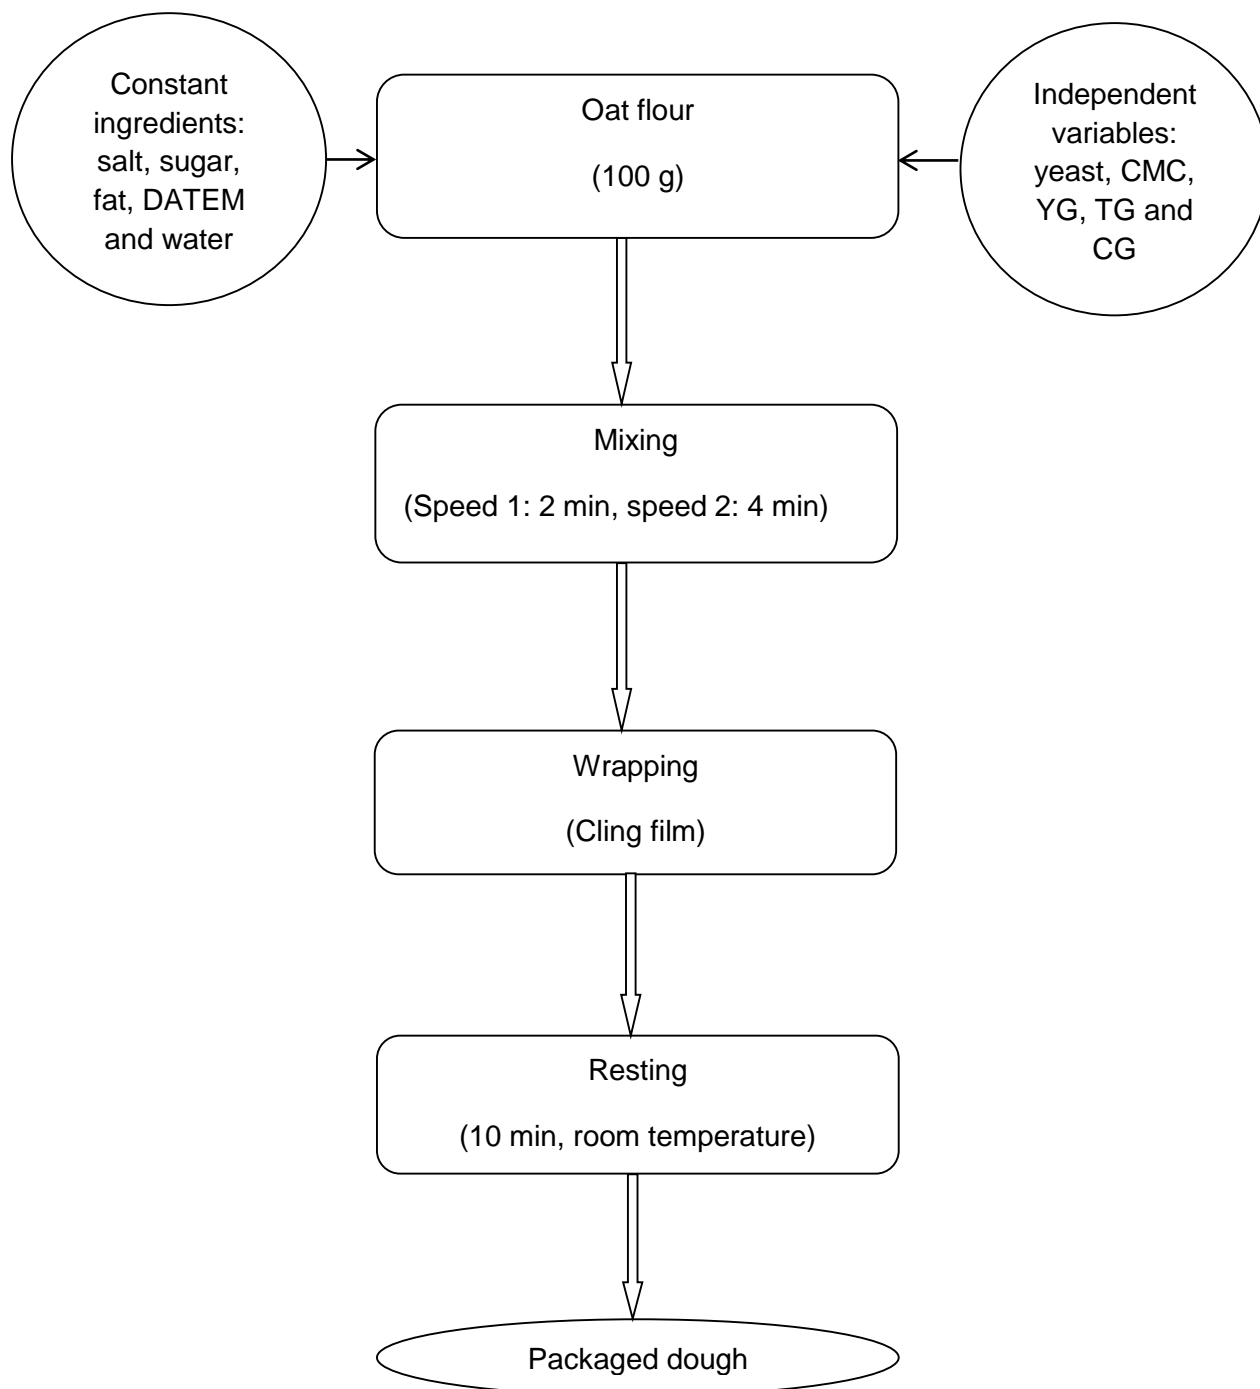 Constant
ingredients:
salt, sugar,
fat, DATEM
and water
Oat flour
(100 g)
Independent
variables:
yeast, CMC,
YG, TG and
CG
Mixing
(Speed 1: 2 min, speed 2: 4 min)
Wrapping
(Cling film)
Resting
(10 min, room temperature)
Packaged dough